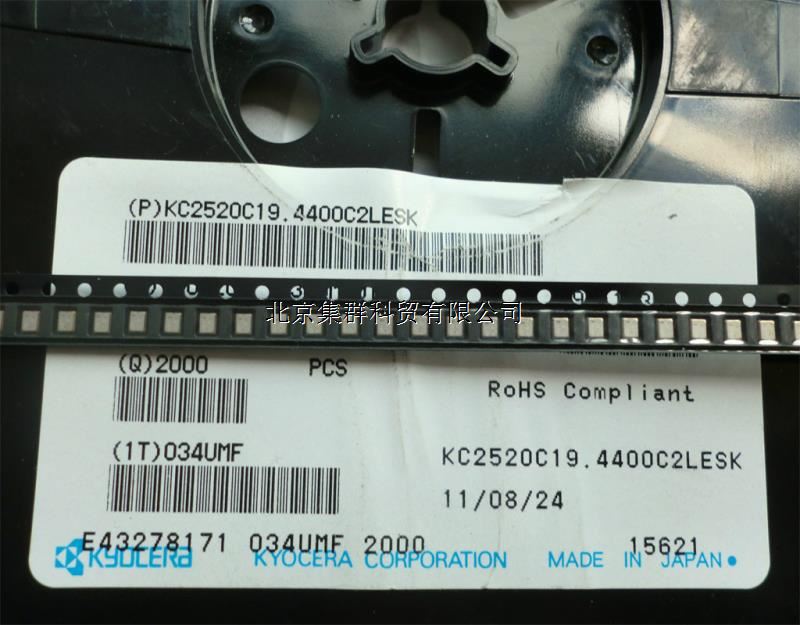 (P)KC2520C19.4400C2LESK
北京集群科贸有限公司
(Q)2000 PCS
RoHS Compliant
(1T)034UMF
KC2520C19.4400C2LESK
11/08/24
E43278171 034UMF 2000 15621
KYOCERA KYOCERA CORPORATION MADE IN JAPAN